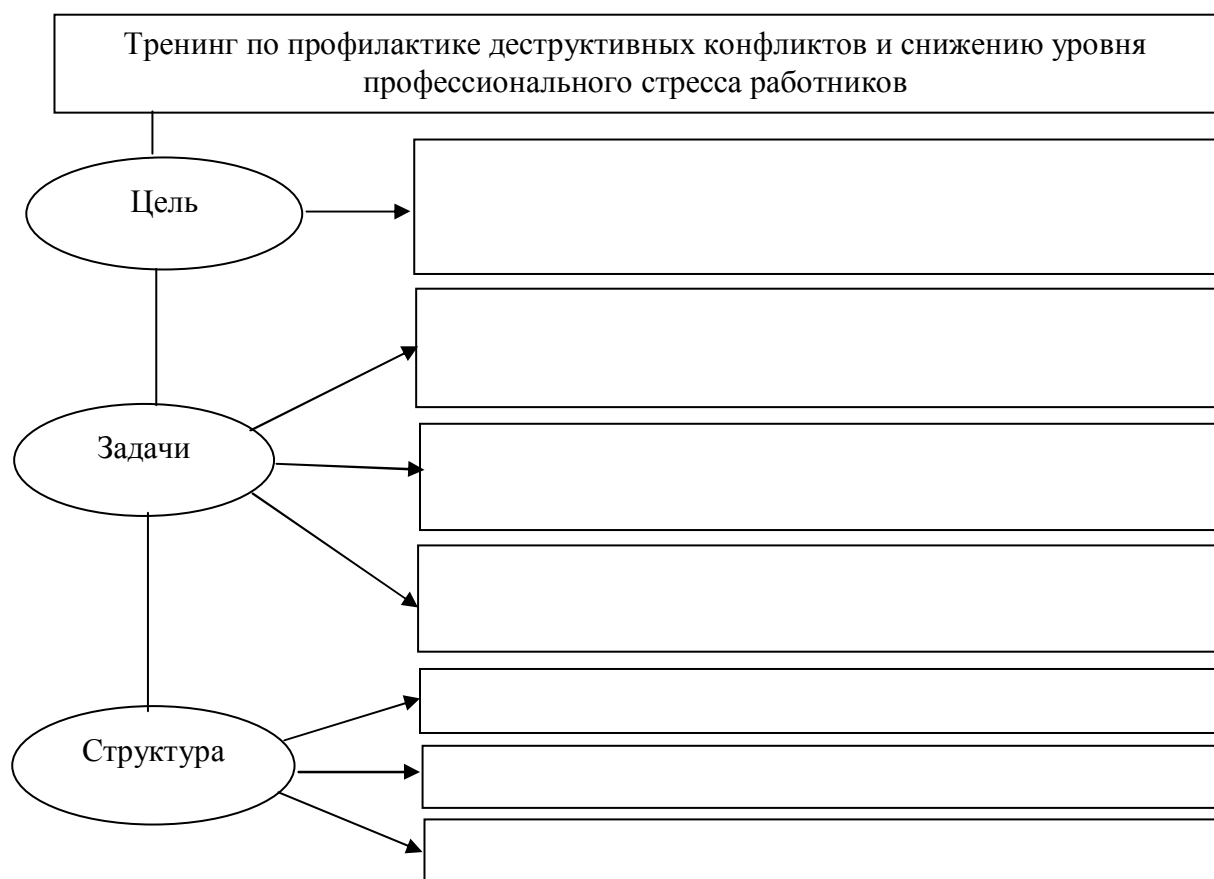 Тренинг по профилактике деструктивных конфликтов и снижению уровня
профессионального стресса работников
Цель
Задачи
Структура